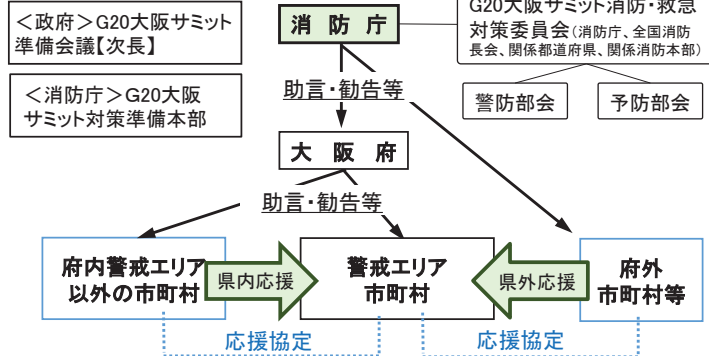 ＜政府＞G20大阪サミット
準備会議【次長】
＜消防庁＞G20大阪
サミット対策準備本部
消 防 庁
G20大阪サミット消防・救急
対策委員会（消防庁、全国消防
長会、関係都道府県、関係消防本部）
警防部会
予防部会
助言・勧告等
大 阪 府
助言・勧告等
府内警戒エリア
以外の市町村
県内応援
警戒エリア
市町村
県外応援
府外
市町村等
応援協定
応援協定